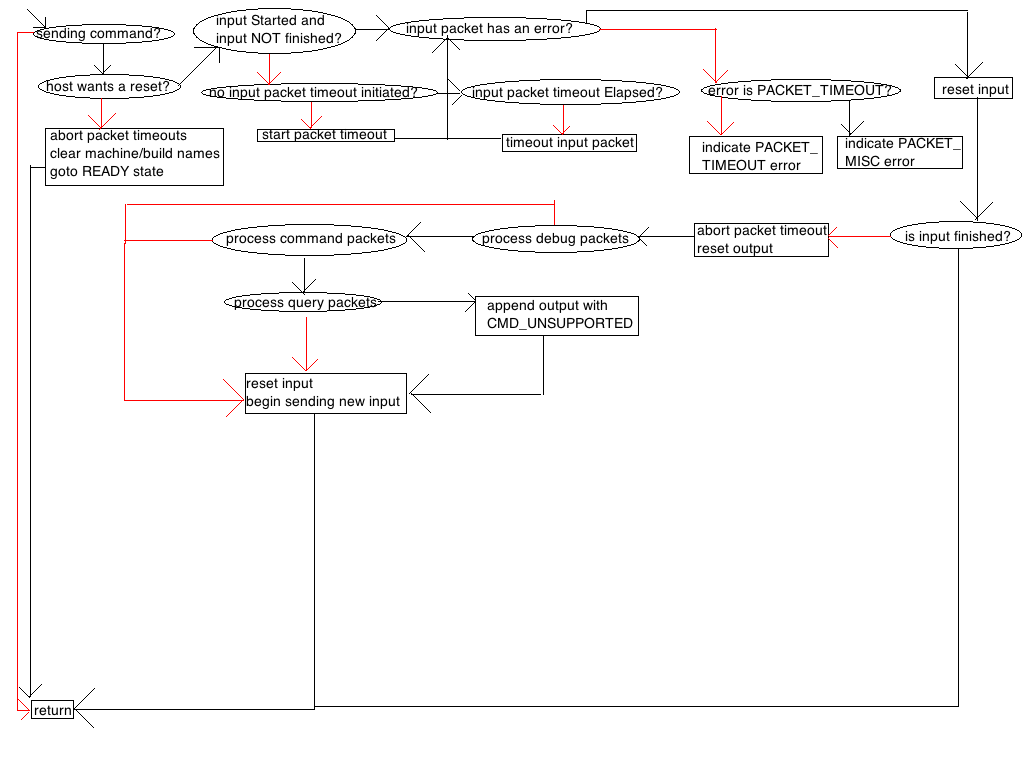 sending command?
input Started and
input NOT finished?
input packet has an error?
host wants a reset?
no input packet timeout initiated?
input packet timeout Elapsed?
error is PACKET_TIMEOUT?
reset input
abort packet timeouts
clear machine/build names
goto READY state
start packet timeout
timeout input packet
indicate PACKET_
TIMEOUT error
indicate PACKET_
MISC error
process command packets
process debug packets
abort packet timeout
reset output
is input finished?
process query packets
append output with
CMD_UNSUPPORTED
reset input
begin sending new input
return